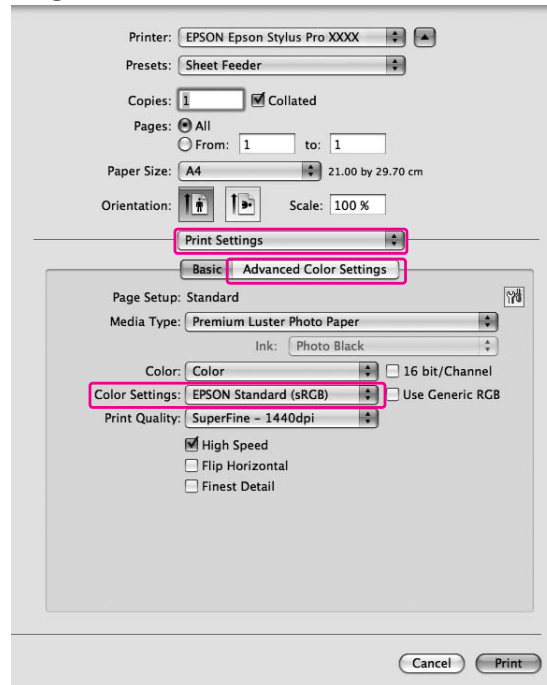 Printer: EPSON Epson Stylus Pro XXXX
Presets: Sheet Feeder
Copies: 1 Collated
Pages: All
From: 1 to: 1
Paper Size: A4 21.00 by 29.70 cm
Orientation: Scale: 100 %
Print Settings
Basic Advanced Color Settings
Page Setup: Standard
Media Type: Premium Luster Photo Paper
Ink: Photo Black
Color: Color 16 bit/Channel
Color Settings: EPSON Standard (sRGB) Use Generic RGB
Print Quality: SuperFine – 1440dpi
High Speed
Flip Horizontal
Finest Detail
Cancel Print